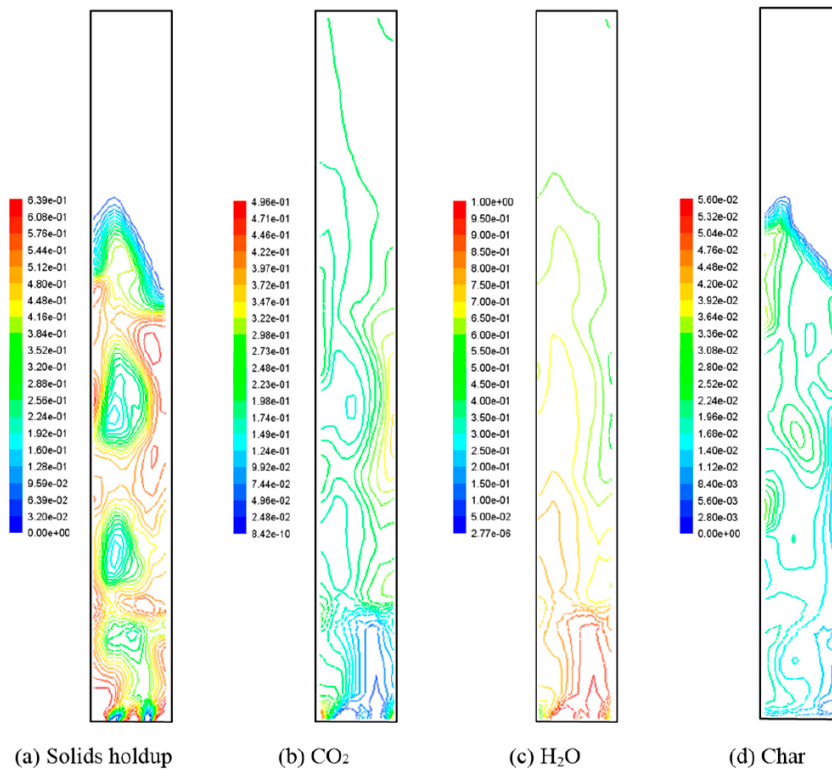 6.39e-01
6.08e-01
5.76e-01
5.44e-01
5.12e-01
4.80e-01
4.48e-01
4.16e-01
3.84e-01
3.52e-01
3.20e-01
2.88e-01
2.56e-01
2.24e-01
1.92e-01
1.60e-01
1.28e-01
9.59e-02
6.39e-02
3.20e-02
0.00e+00
(a) Solids holdup
4.96e-01
4.71e-01
4.46e-01
4.22e-01
3.97e-01
3.72e-01
3.47e-01
3.22e-01
2.98e-01
2.73e-01
2.48e-01
2.23e-01
1.98e-01
1.74e-01
1.49e-01
1.24e-01
9.92e-02
7.44e-02
4.96e-02
2.48e-02
8.42e-10
(b) CO₂
1.00e+00
9.50e-01
9.00e-01
8.50e-01
8.00e-01
7.50e-01
7.00e-01
6.50e-01
6.00e-01
5.50e-01
5.00e-01
4.50e-01
4.00e-01
3.50e-01
3.00e-01
2.50e-01
2.00e-01
1.50e-01
1.00e-01
5.00e-02
2.77e-06
(c) H₂O
5.60e-02
5.32e-02
5.04e-02
4.76e-02
4.48e-02
4.20e-02
3.92e-02
3.64e-02
3.36e-02
3.08e-02
2.80e-02
2.52e-02
2.24e-02
1.96e-02
1.68e-02
1.40e-02
1.12e-02
8.40e-03
5.60e-03
2.80e-03
0.00e+00
(d) Char